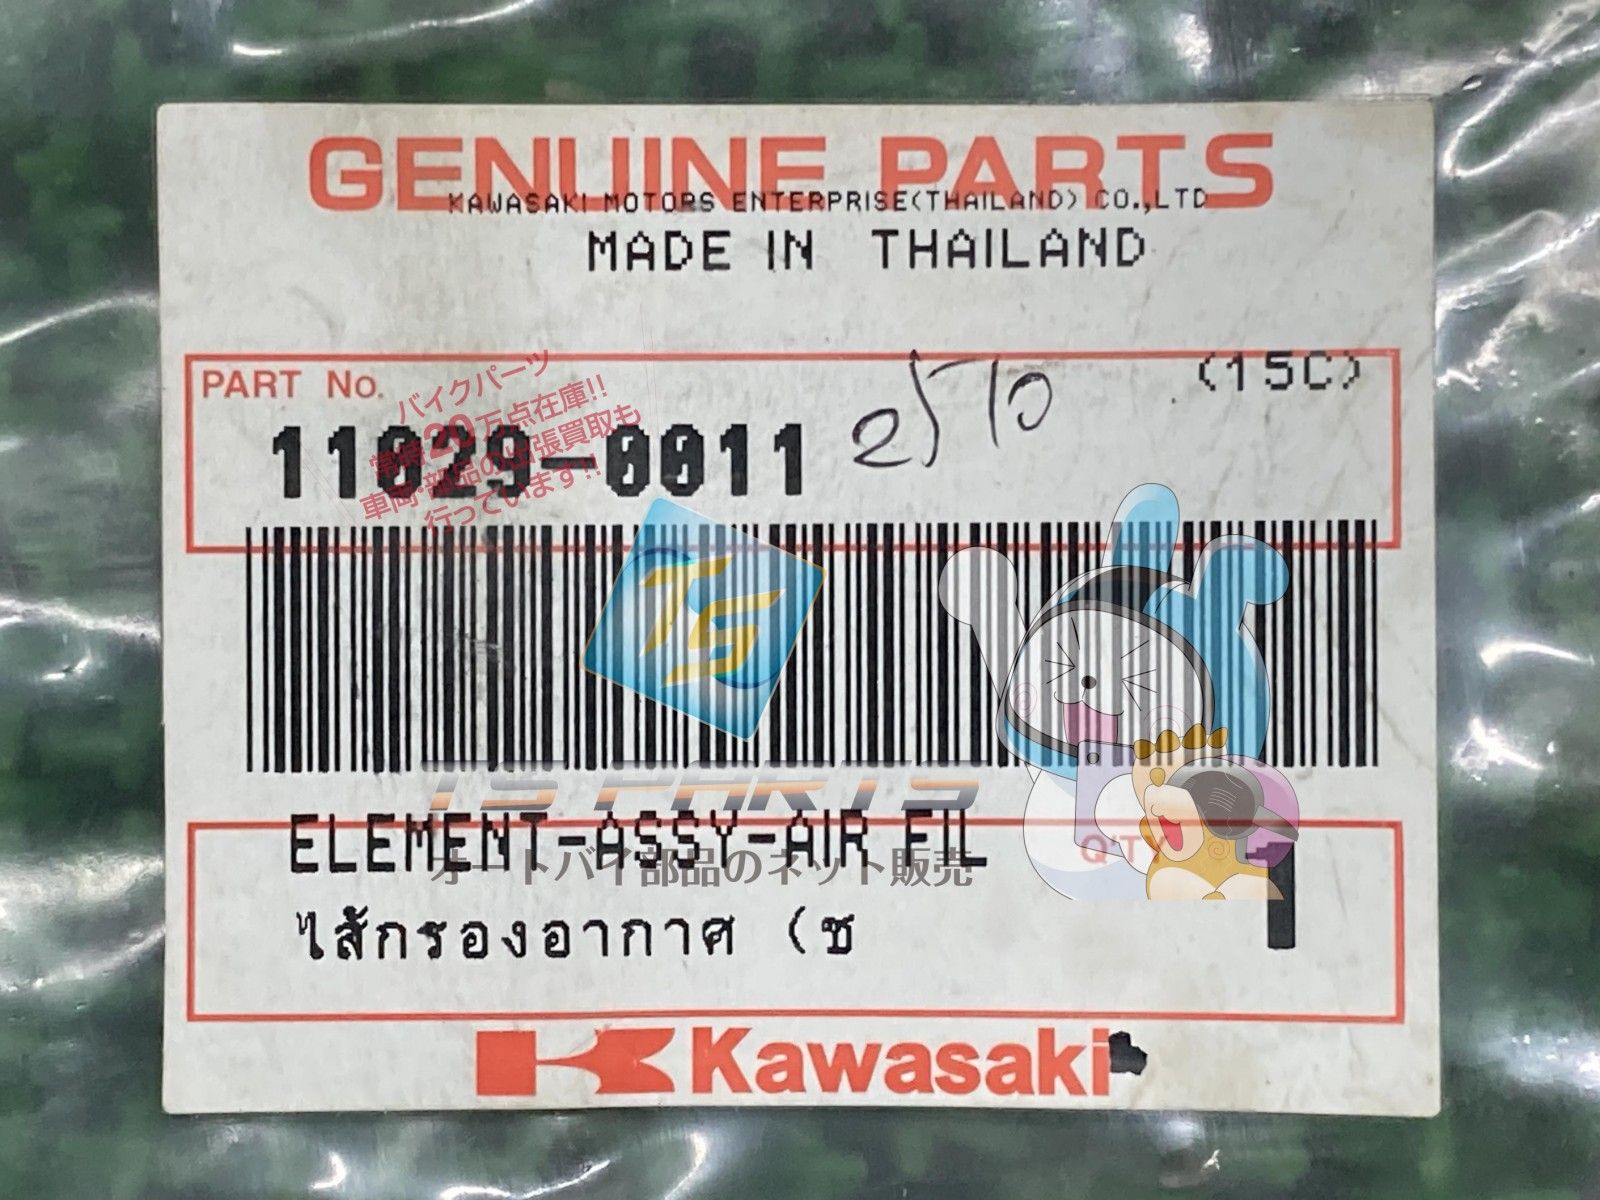 GENUINE PARTS
KAWASAKI MOTORS ENTERPRISE(THAILAND) CO.,LTD
MADE IN THAILAND
PART No.
(15C)
11029-0011
2510
バイクパーツ
常時20万点在庫!!
車両・部品の出張買取も
行っています!!
TS
TS PARTS
ELEMENT-ASSY-AIR FIL
Q'TY
1
オートバイ部品のネット販売
ไส้กรองอากาศ (ช
Kawasaki